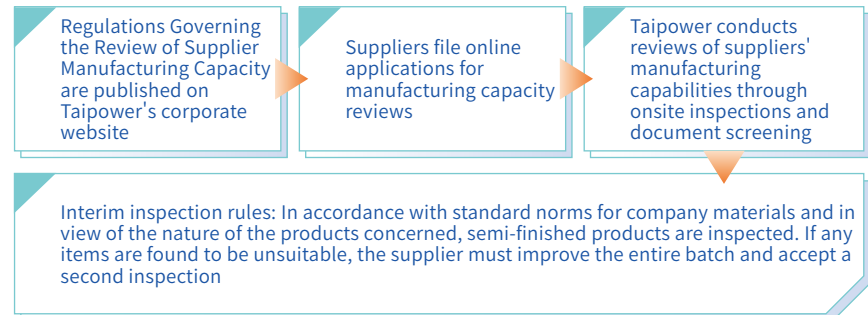 Regulations Governing
the Review of Supplier
Manufacturing Capacity
are published on
Taipower's corporate
website
Suppliers file online
applications for
manufacturing capacity
reviews
Taipower conducts
reviews of suppliers'
manufacturing
capabilities through
onsite inspections and
document screening
Interim inspection rules: In accordance with standard norms for company materials and in
view of the nature of the products concerned, semi-finished products are inspected. If any
items are found to be unsuitable, the supplier must improve the entire batch and accept a
second inspection